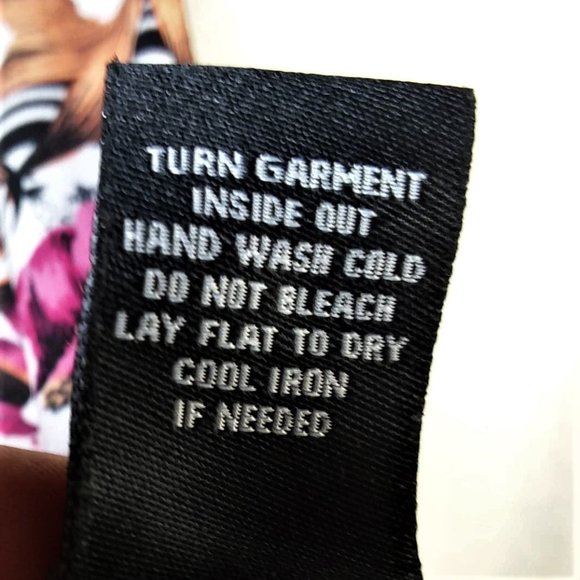 TURN GARMENT
INSIDE OUT
HAND WASH COLD
DO NOT BLEACH
LAY FLAT TO DRY
COOL IRON
IF NEEDED